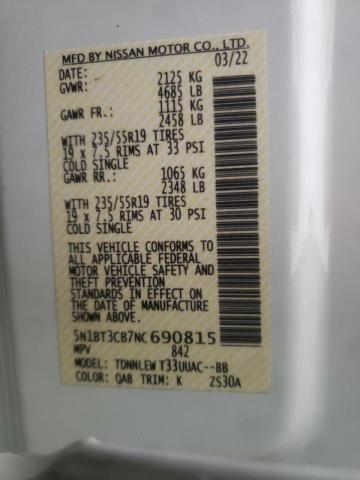 MFD BY NISSAN MOTOR CO., LTD.
DATE: 03/22
GVWR: 2125 KG
4685 LB
GAWR FR.: 1115 KG
2458 LB
WITH 235/55R19 TIRES
19 x 7.5 RIMS AT 33 PSI
COLD SINGLE
GAWR RR.: 1065 KG
2348 LB
WITH 235/55R19 TIRES
19 x 7.5 RIMS AT 30 PSI
COLD SINGLE
THIS VEHICLE CONFORMS TO
ALL APPLICABLE FEDERAL
MOTOR VEHICLE SAFETY AND
THEFT PREVENTION
STANDARDS IN EFFECT ON
THE DATE OF MANUFACTURE
SHOWN ABOVE.
5N1BT3CB7NC690815
MPV 842
MODEL: TDNNLEW T33UUAC--BB
COLOR: QAB TRIM: K 2S30A